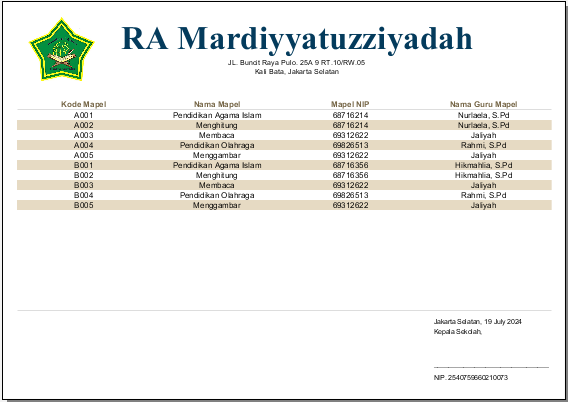 RA Mardiyyatuzziyadah
JL. Buncit Raya Pulo. 25A 9 RT.10/RW.05
Kali Bata, Jakarta Selatan
Kode Mapel Nama Mapel Mapel NIP Nama Guru Mapel
A001 Pendidikan Agama Islam 68716214 Nurlaela, S.Pd
A002 Menghitung 68716214 Nurlaela, S.Pd
A003 Membaca 69312622 Jaliyah
A004 Pendidikan Olahraga 69826513 Rahmi, S.Pd
A005 Menggambar 69312622 Jaliyah
B001 Pendidikan Agama Islam 68716356 Hikmahlia, S.Pd
B002 Menghitung 68716356 Hikmahlia, S.Pd
B003 Membaca 69312622 Jaliyah
B004 Pendidikan Olahraga 69826513 Rahmi, S.Pd
B005 Menggambar 69312622 Jaliyah
Jakarta Selatan, 19 July 2024
Kepala Sekolah,
NIP. 2540759660210073